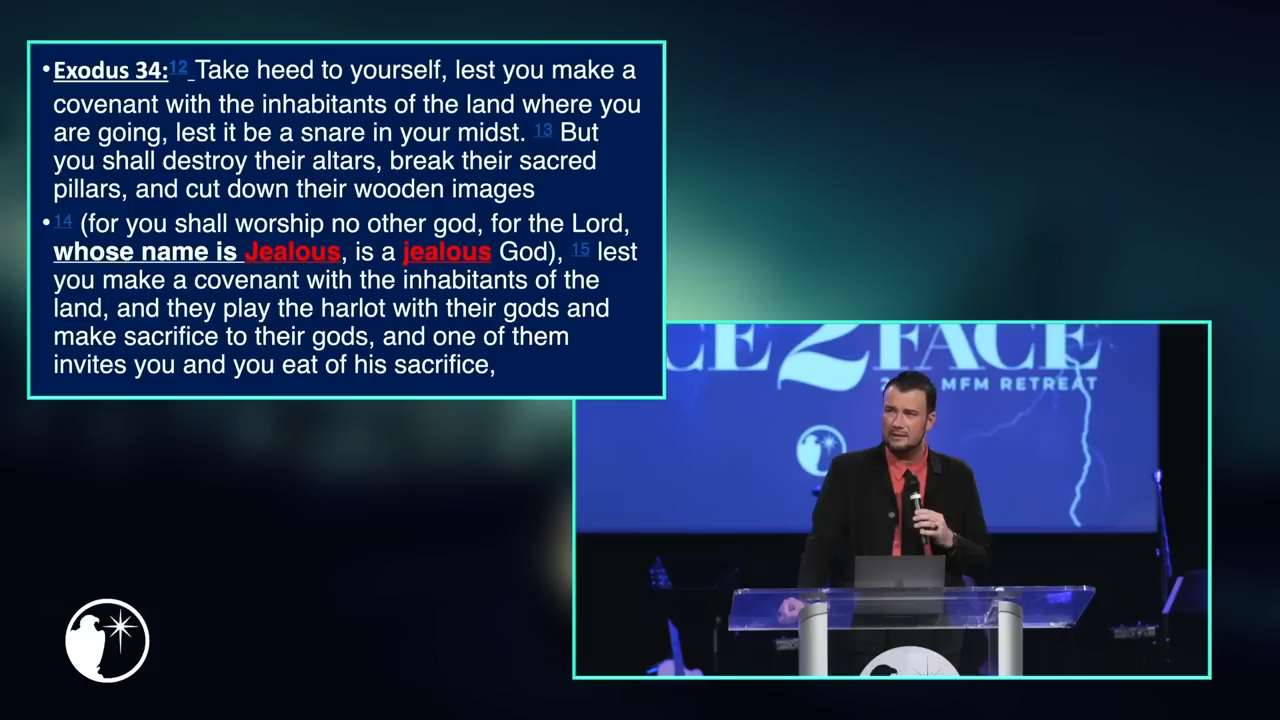 •Exodus 34:12 Take heed to yourself, lest you make a
covenant with the inhabitants of the land where you
are going, lest it be a snare in your midst. 13 But
you shall destroy their altars, break their sacred
pillars, and cut down their wooden images
•14 (for you shall worship no other god, for the Lord,
whose name is Jealous, is a jealous God), 15 lest
you make a covenant with the inhabitants of the
land, and they play the harlot with their gods and
make sacrifice to their gods, and one of them
invites you and you eat of his sacrifice,
CE 2 FACE
MFM RETREAT